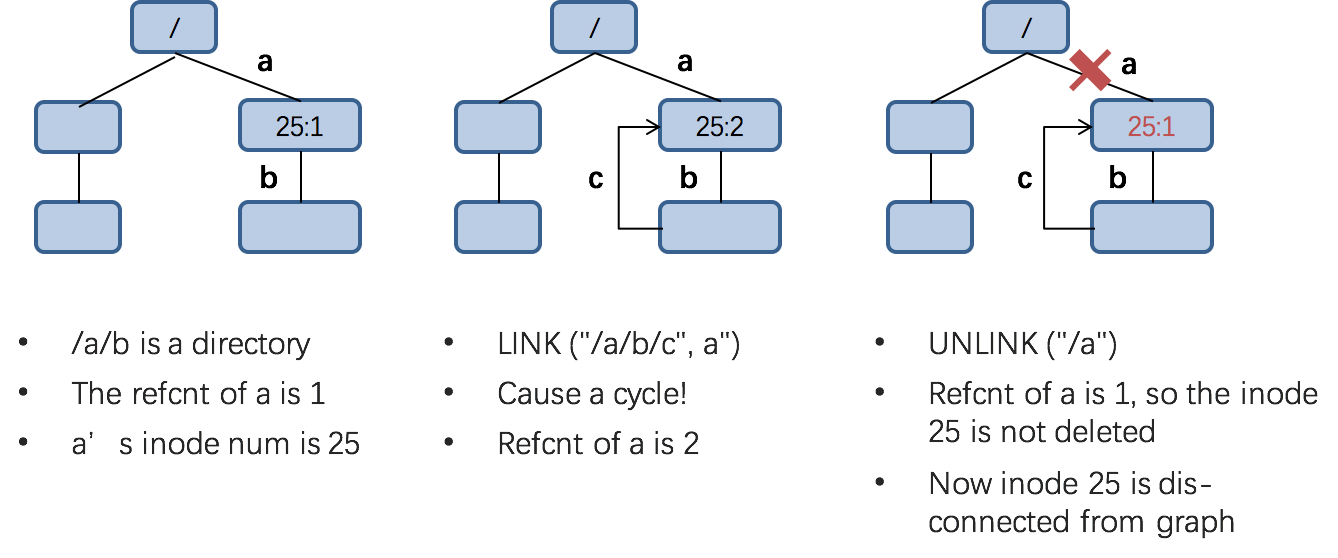 /
a
25:1
b
/
a
25:2
c
b
/
a
25:1
c
b
• /a/b is a directory
• The refcnt of a is 1
• a’ s inode num is 25
• LINK ("/a/b/c", a")
• Cause a cycle!
• Refcnt of a is 2
• UNLINK ("/a")
• Refcnt of a is 1, so the inode
25 is not deleted
• Now inode 25 is dis-
connected from graph